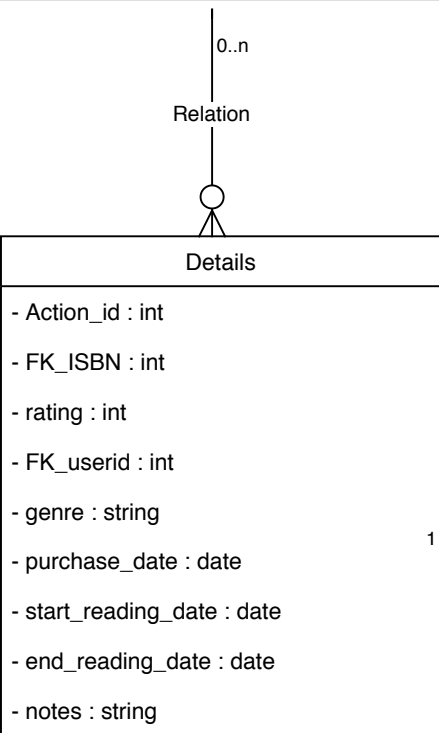 0..n
Relation
Details
- Action_id : int
- FK_ISBN : int
- rating : int
- FK_userid : int
- genre : string
1
- purchase_date : date
- start_reading_date : date
- end_reading_date : date
- notes : string